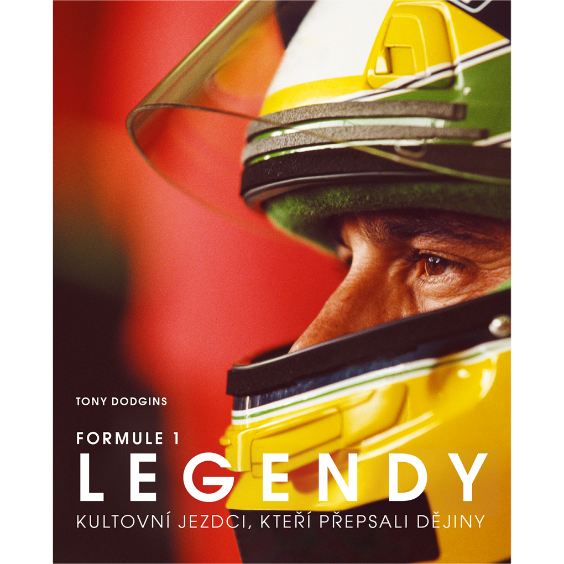 TONY DODGINS
FORMULE 1
LEGENDY
KULTOVNÍ JEZDCI, KTEŘÍ PŘEPSALI DĚJINY